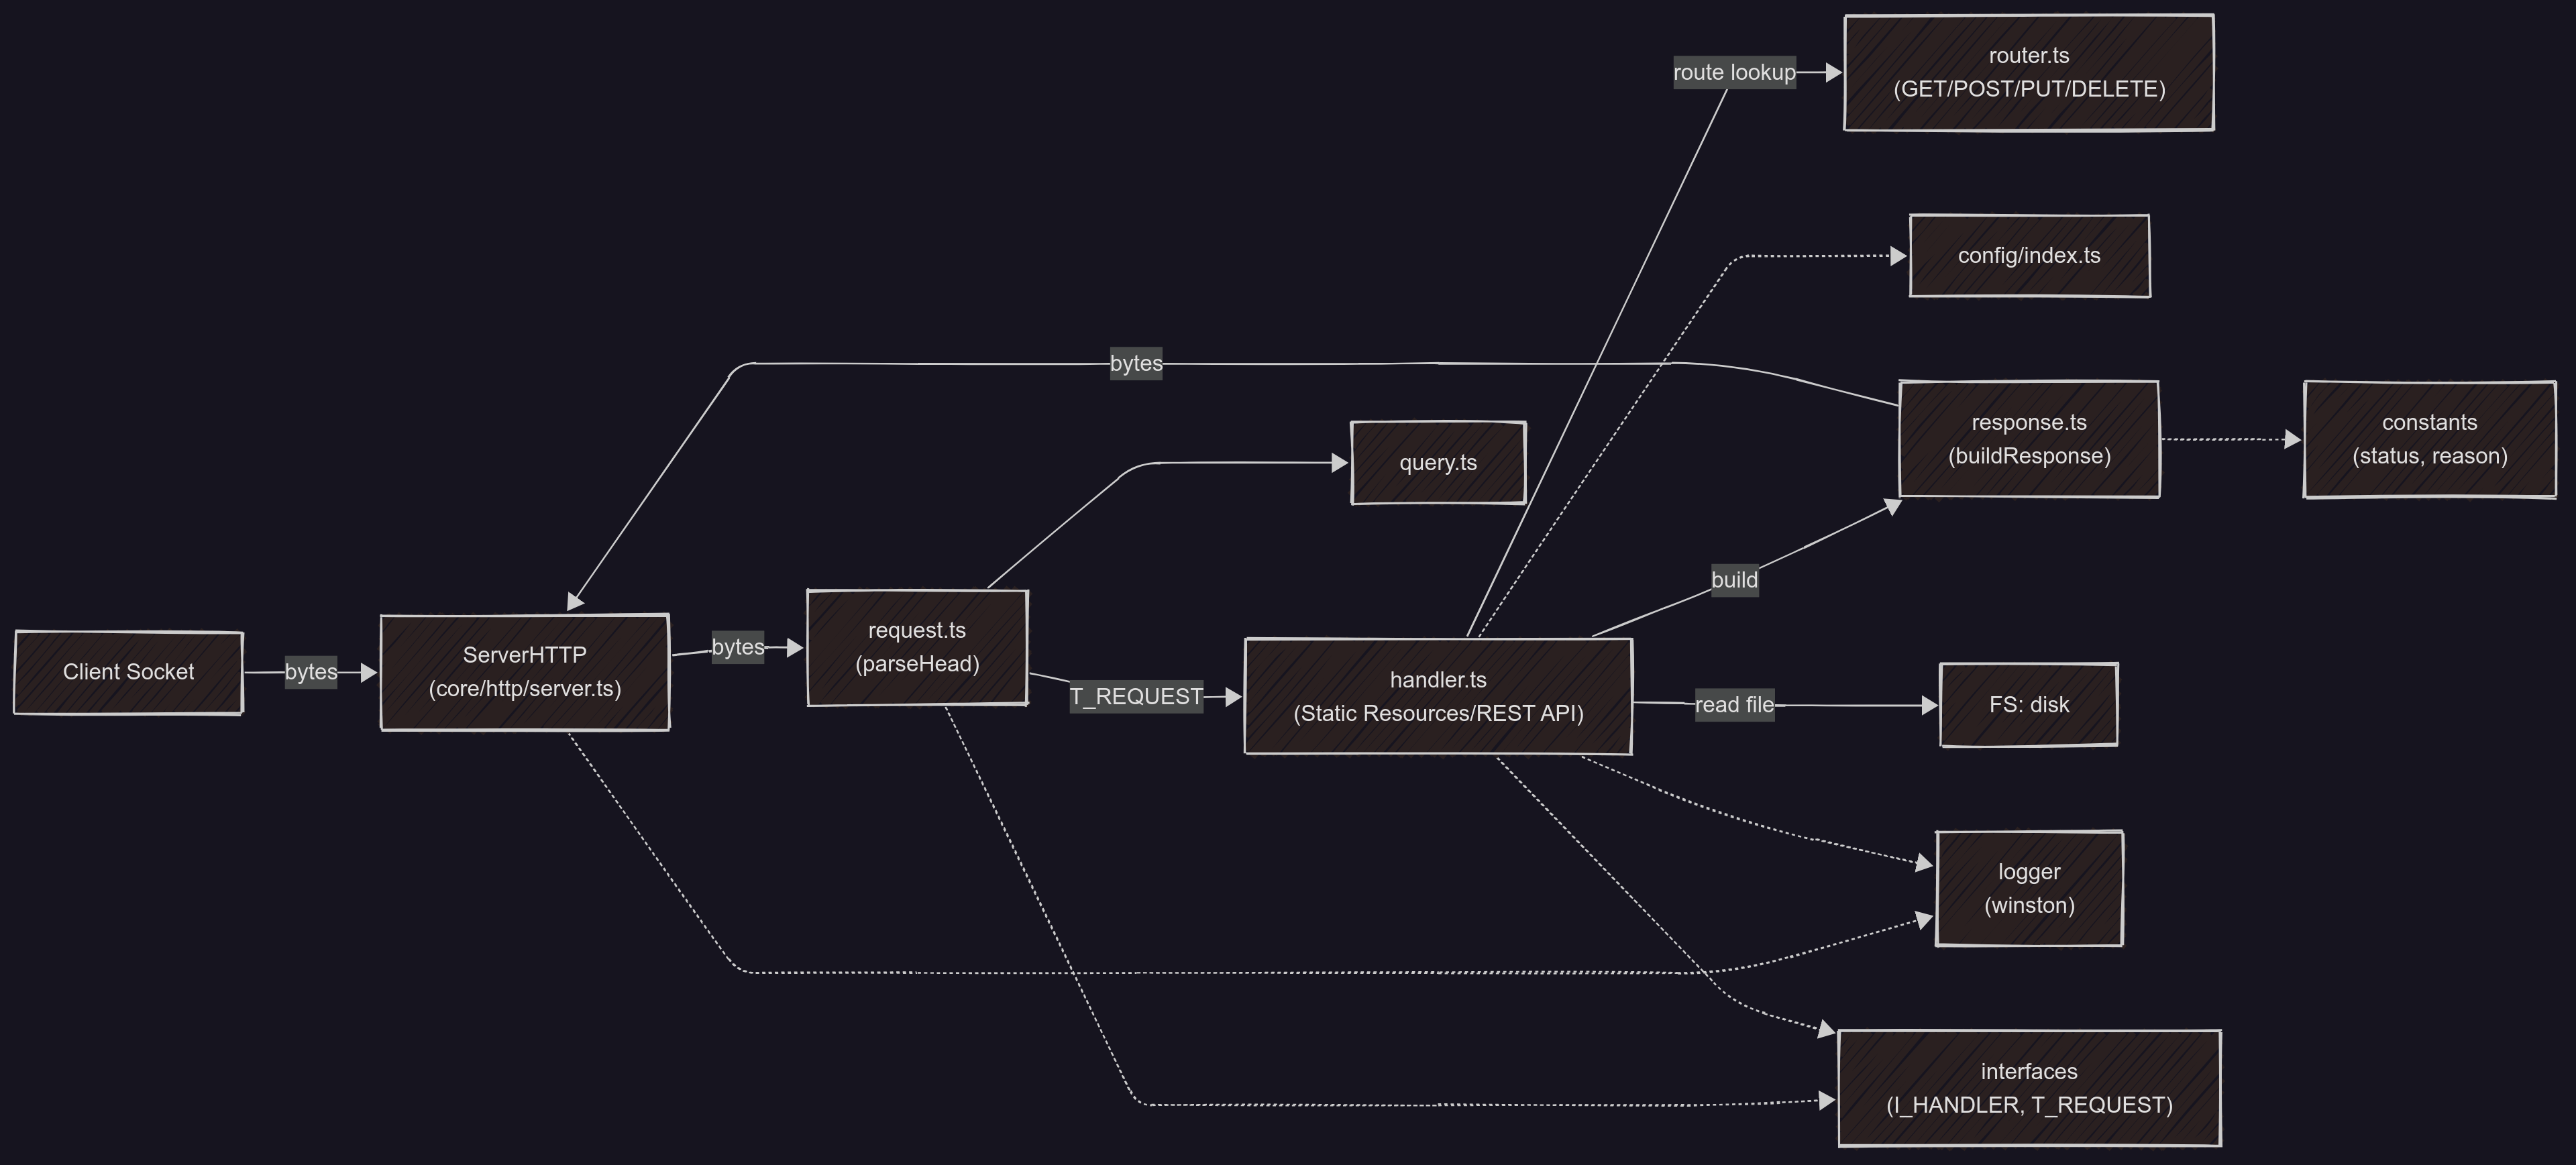 route lookup
router.ts
(GET/POST/PUT/DELETE)
config/index.ts
bytes
query.ts
response.ts
(buildResponse)
constants
(status, reason)
build
Client Socket
bytes
ServerHTTP
(core/http/server.ts)
bytes
request.ts
(parseHead)
T_REQUEST
handler.ts
(Static Resources/REST API)
read file
FS: disk
logger
(winston)
interfaces
(I_HANDLER, T_REQUEST)